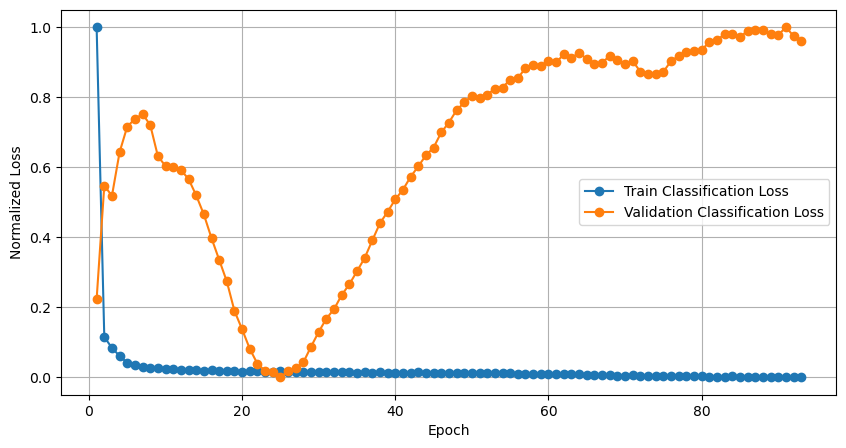 1.0
0.8
0.6
0.4
0.2
0.0
Normalized Loss
Train Classification Loss
Validation Classification Loss
0 20 40 60 80
Epoch